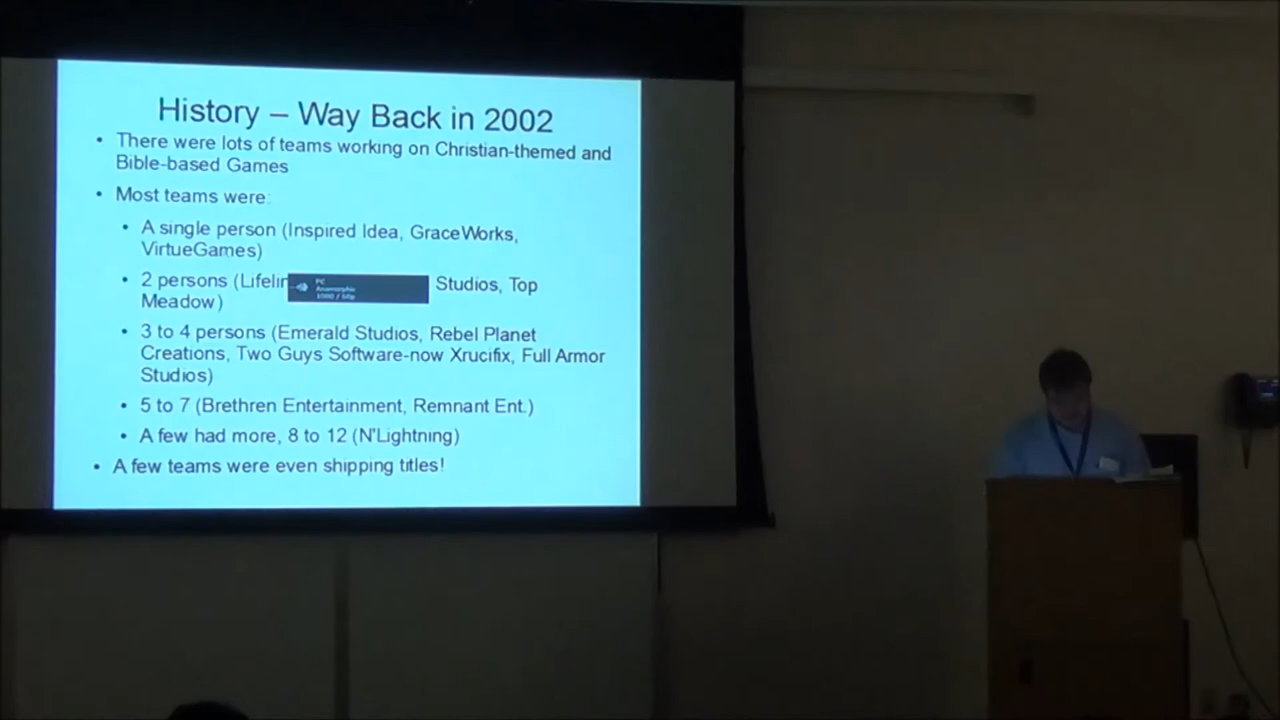 History – Way Back in 2002
• There were lots of teams working on Christian-themed and
Bible-based Games
• Most teams were:
• A single person (Inspired Idea, GraceWorks,
VirtueGames)
• 2 persons ( Studios, Top
Meadow)
PC
Anamorphic
• 3 to 4 persons (Emerald Studios, Rebel Planet
Creations, Two Guys Software-now Xrucifix, Full Armor
Studios)
• 5 to 7 (Brethren Entertainment, Remnant Ent.)
• A few had more, 8 to 12 (N'Lightning)
• A few teams were even shipping titles!